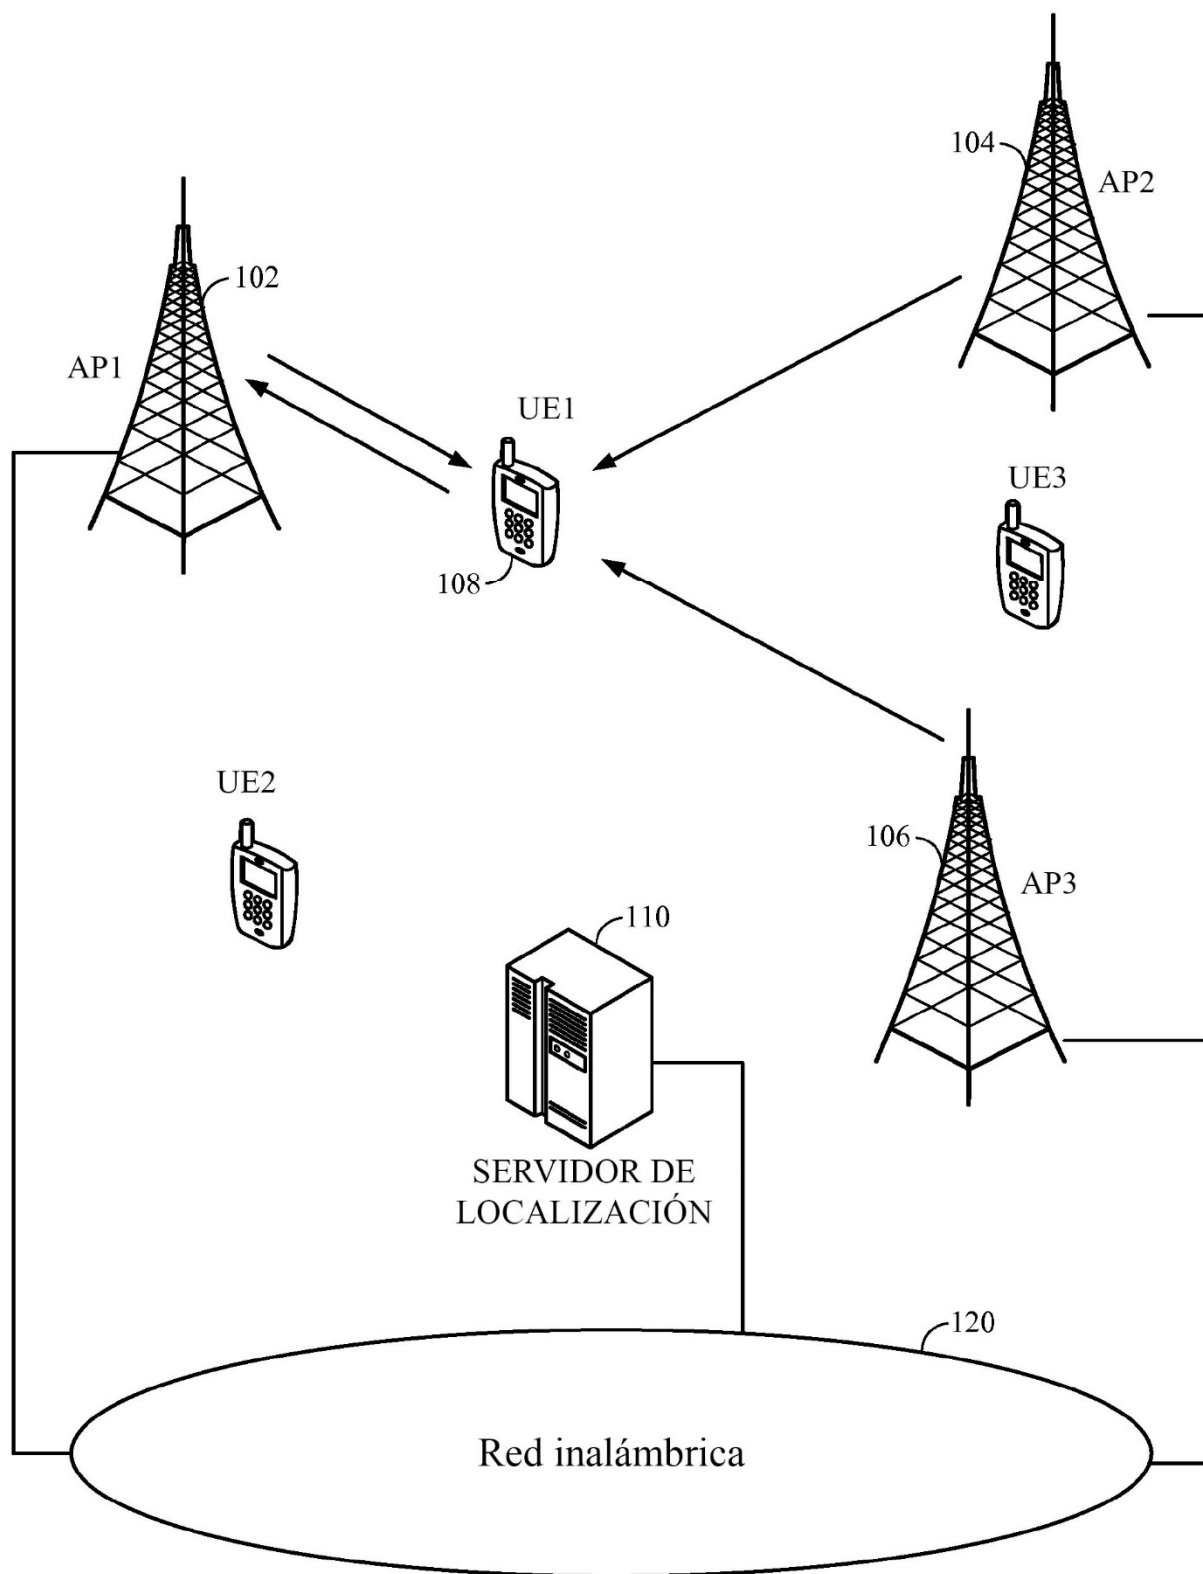 104
AP2
102
AP1
UE1
UE3
108
UE2
106
AP3
110
SERVIDOR DE
LOCALIZACIÓN
120
Red inalámbrica